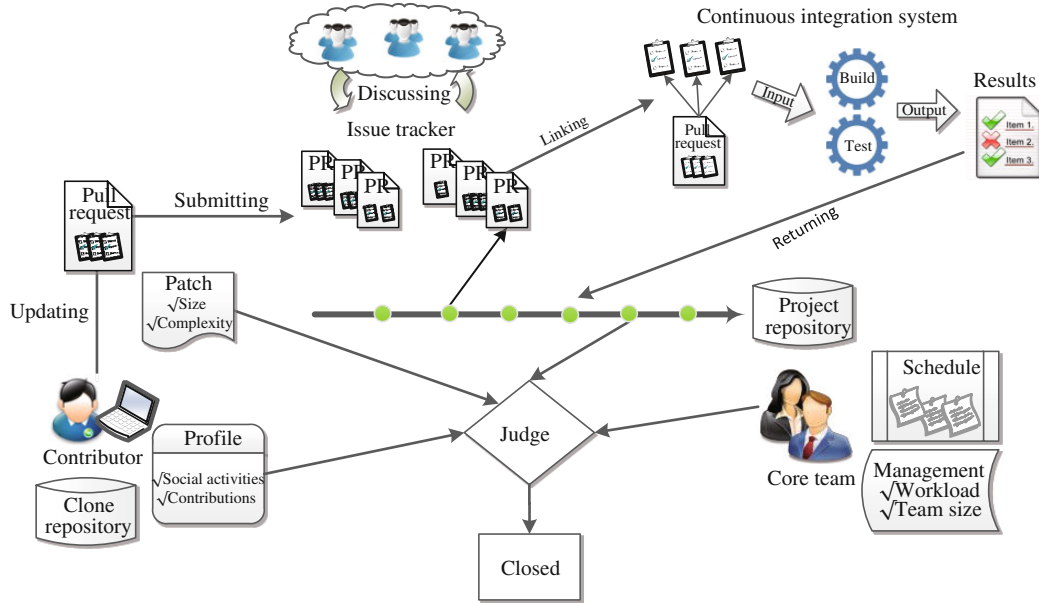 Continuous integration system
Discussing
Issue tracker
Linking
Pull
request
Input
Build
Test
Output
Results
Item 1.
Item 2.
Item 3.
PR
PR
PR
PR
PR
PR
Pull
request
Submitting
Returning
Updating
Patch
√Size
√Complexity
Project
repository
Schedule
Contributor
Profile
√Social activities
√Contributions
Clone
repository
Judge
Core team
Management
√Workload
√Team size
Closed